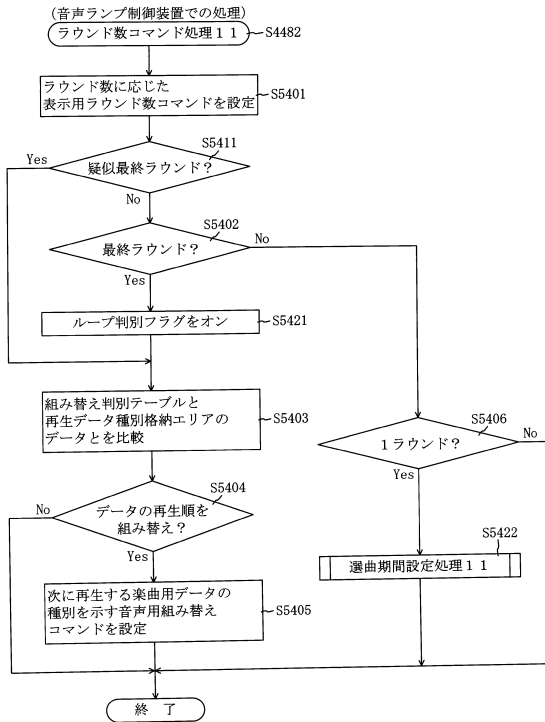 (音声ランプ制御装置での処理)
ラウンド数コマンド処理11
S4482
ラウンド数に応じた
表示用ラウンド数コマンドを設定
S5401
S5411
Yes
疑似最終ラウンド?
No
S5402
最終ラウンド?
No
Yes
ループ判別フラグをオン
S5421
組み替え判別テーブルと
再生データ種別格納エリアの
データとを比較
S5403
S5406
1ラウンド?
No
Yes
S5404
No
データの再生順を
組み替え?
Yes
S5422
選曲期間設定処理11
次に再生する楽曲用データの
種別を示す音声用組み替え
コマンドを設定
S5405
終 了